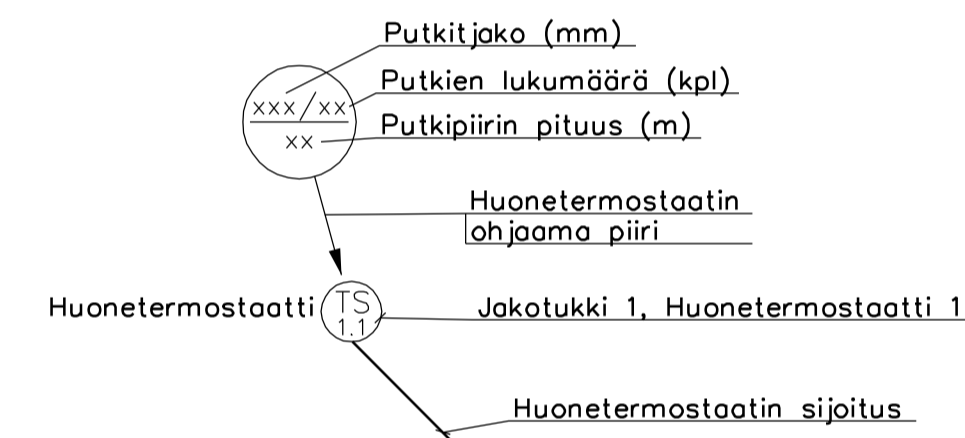 Putkitjako (mm)
Putkien lukumäärä (kpl)
xxx/xx
Putkipiirin pituus (m)
xx
Huonetermostaatin
ohjaama piiri
Huonetermostaatti
TS
1.1
Jakotukki 1, Huonetermostaatti 1
Huonetermostaatin sijoitus